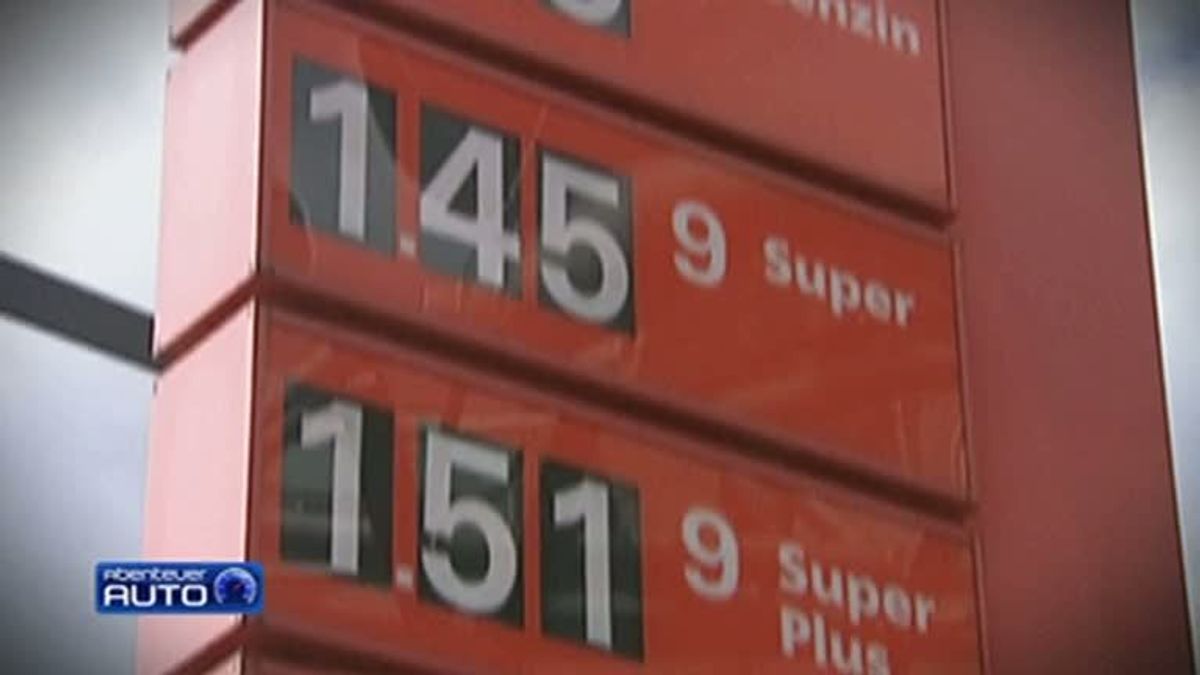 1.45 9 Super
1.51 9 Super
Plus
abenteuer
AUTO